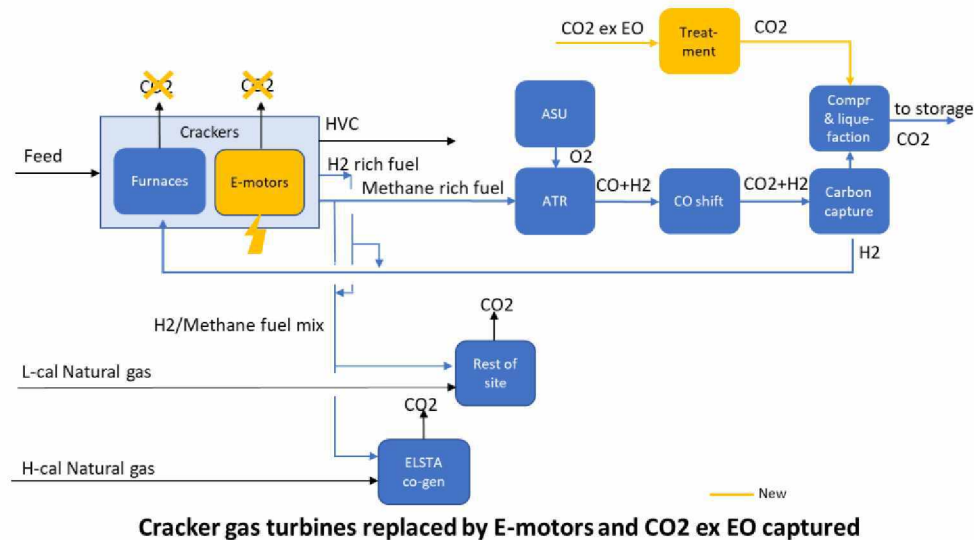 CO2 ex EO
Treat-
ment
CO2
CO2
CO2
Compr
& lique-
faction
to storage
CO2
ASU
Crackers
HVC
Feed
Furnaces
E-motors
H2 rich fuel
O2
Methane rich fuel
ATR
CO+H2
CO shift
CO2+H2
Carbon
capture
H2
H2/Methane fuel mix
CO2
L-cal Natural gas
Rest of
site
CO2
H-cal Natural gas
ELSTA
co-gen
New
Cracker gas turbines replaced by E-motors and CO2 ex EO captured